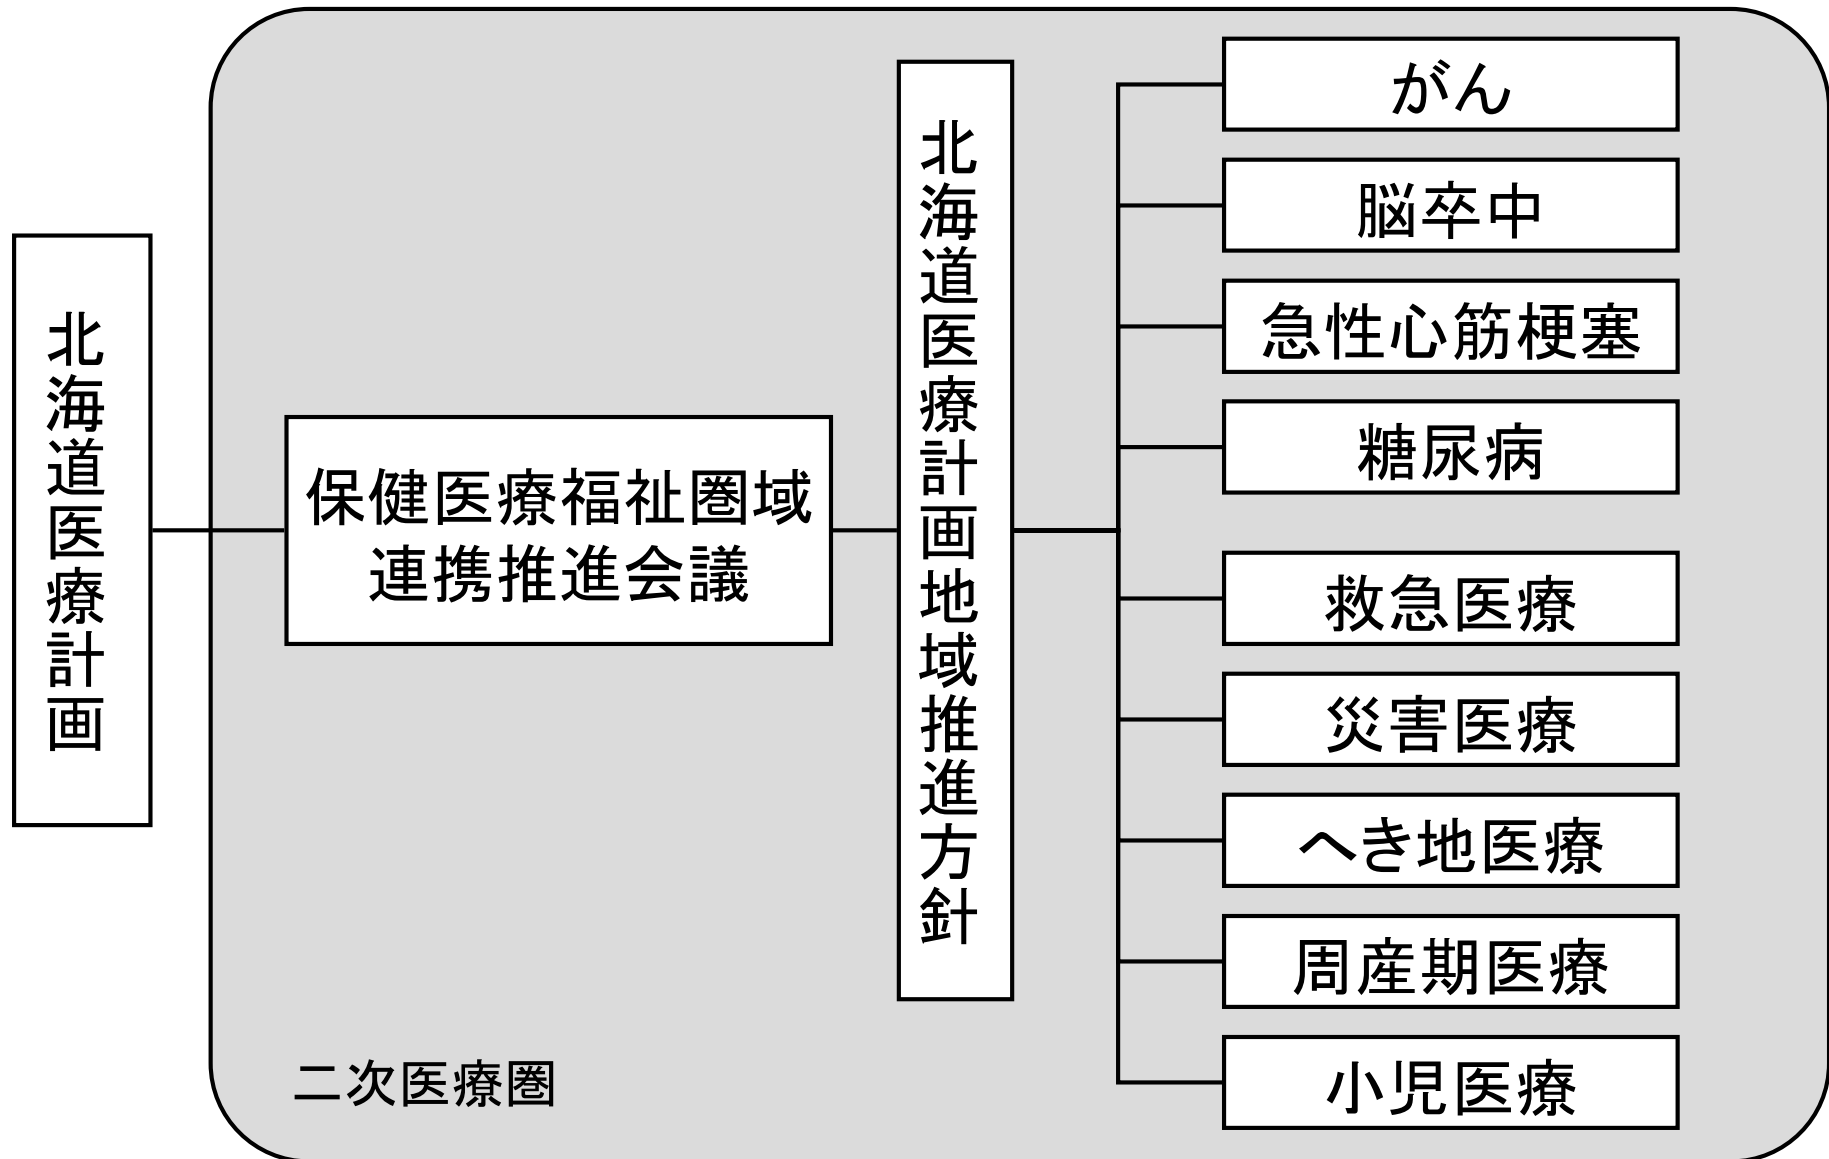 北海道医療計画
保健医療福祉圏域
連携推進会議
北海道医療計画地域推進方針
がん
脳卒中
急性心筋梗塞
糖尿病
救急医療
災害医療
へき地医療
周産期医療
小児医療
二次医療圏